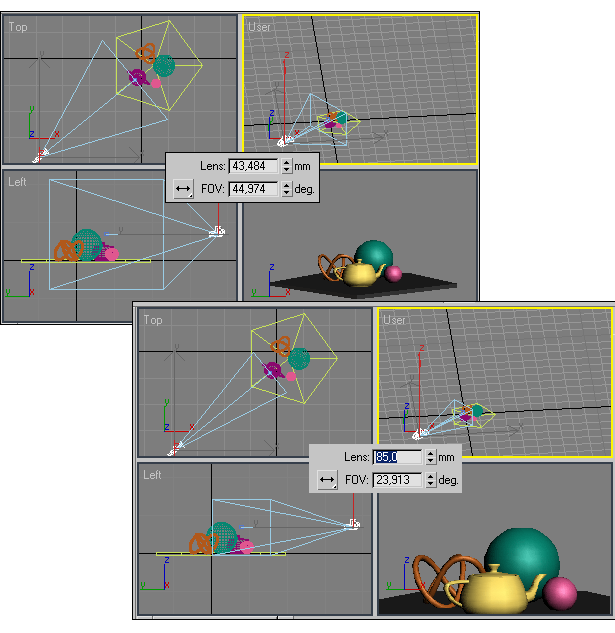 Top
User
y
z
x
z
y
x
Lens: 43,484 mm
FOV: 44,974 deg.
Left
y
z
y
x
z
y
x
Top
User
y
z
x
z
y
x
Lens: 85,0 mm
FOV: 23,913 deg.
Left
y
z
y
x
z
y
x